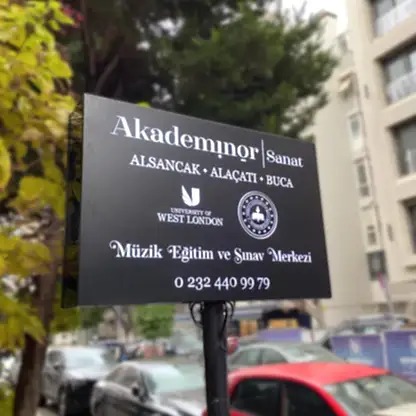 Akademinor | Sanat
ALSANCAK • ALAÇATI • BUCA
UNIVERSITY OF
WEST LONDON
Müzik Eğitim ve Sınav Merkezi
0 232 440 99 79